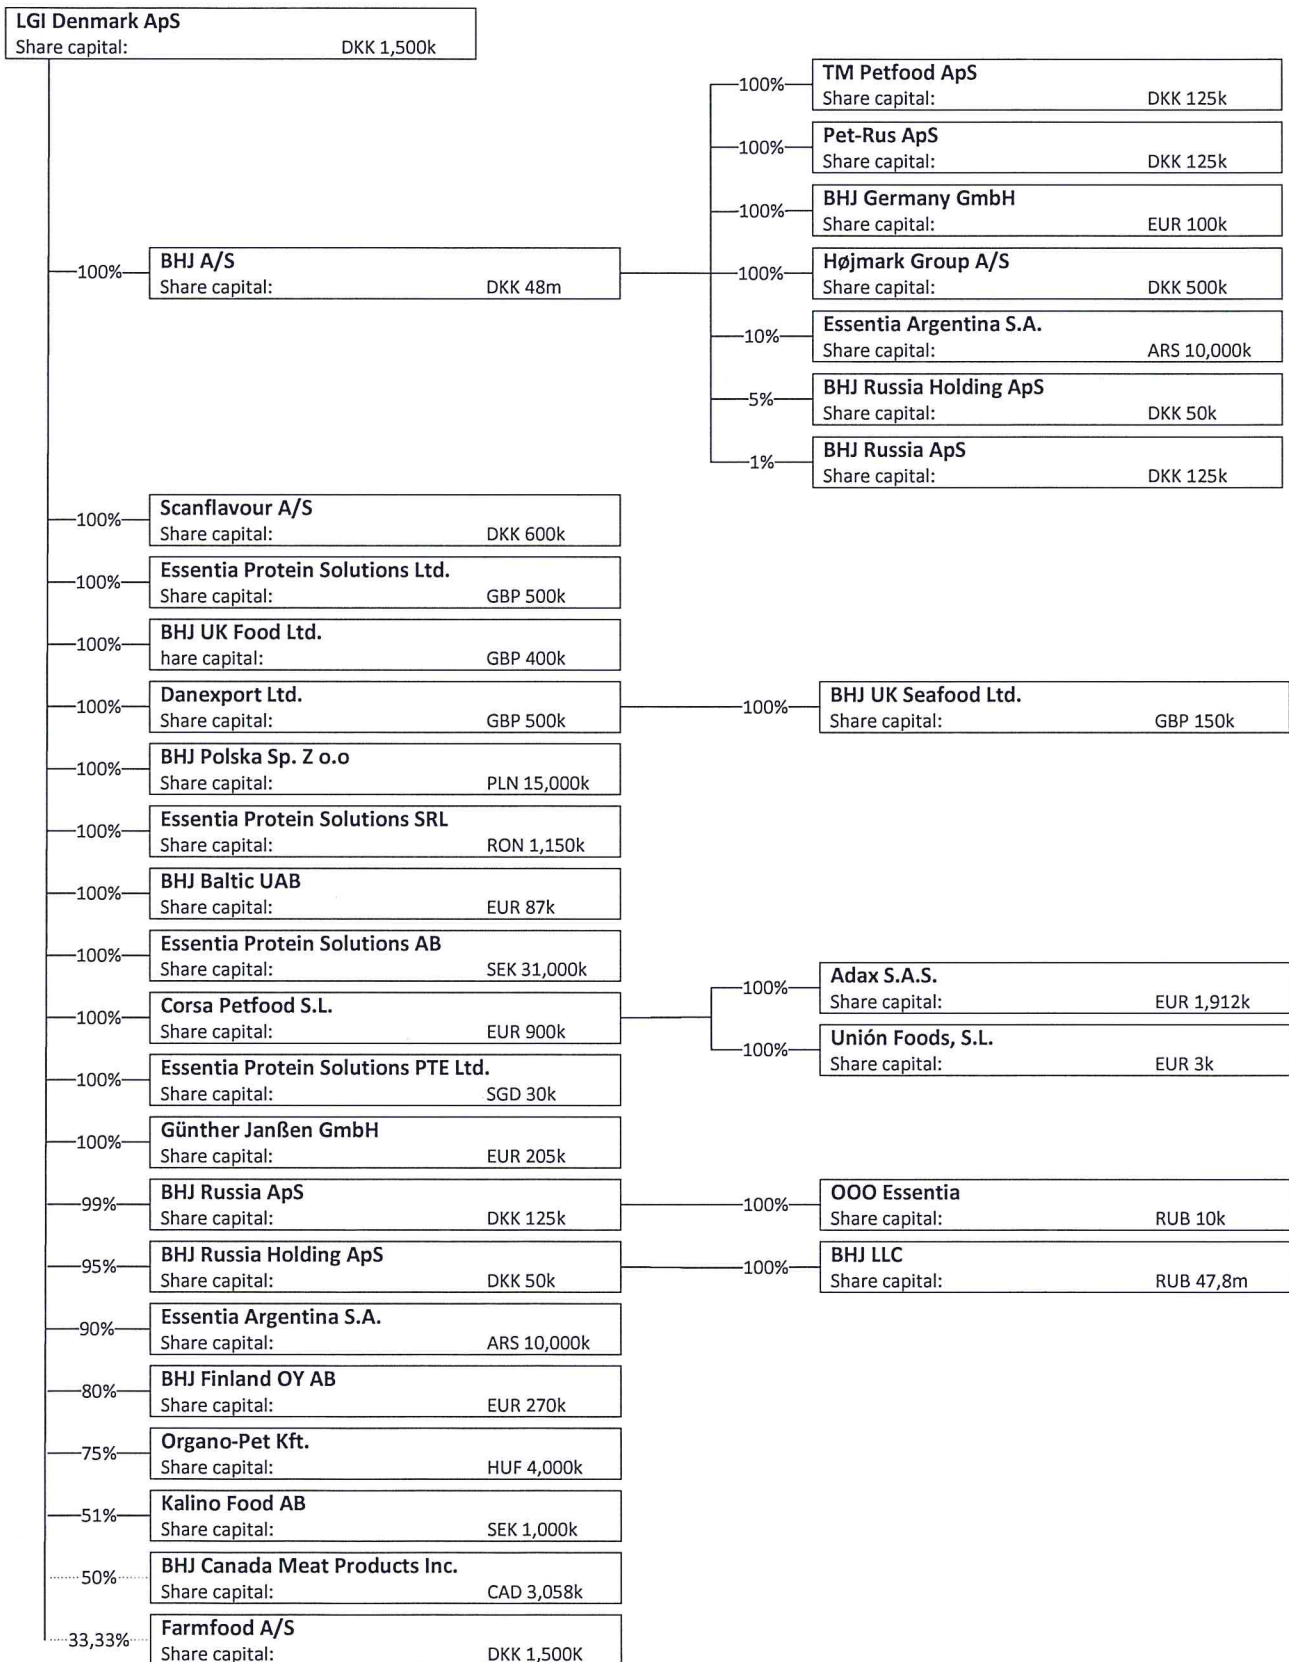 LGI Denmark ApS
Share capital: DKK 1,500k
100% TM Petfood ApS
Share capital: DKK 125k
100% Pet-Rus ApS
Share capital: DKK 125k
100% BHJ Germany GmbH
Share capital: EUR 100k
100% BHJ A/S
Share capital: DKK 48m
100% Højmark Group A/S
Share capital: DKK 500k
10% Essentia Argentina S.A.
Share capital: ARS 10,000k
5% BHJ Russia Holding ApS
Share capital: DKK 50k
1% BHJ Russia ApS
Share capital: DKK 125k
100% Scanflavour A/S
Share capital: DKK 600k
100% Essentia Protein Solutions Ltd.
Share capital: GBP 500k
100% BHJ UK Food Ltd.
hare capital: GBP 400k
100% Danexport Ltd.
Share capital: GBP 500k
100% BHJ UK Seafood Ltd.
Share capital: GBP 150k
100% BHJ Polska Sp. Z o.o
Share capital: PLN 15,000k
100% Essentia Protein Solutions SRL
Share capital: RON 1,150k
100% BHJ Baltic UAB
Share capital: EUR 87k
100% Essentia Protein Solutions AB
Share capital: SEK 31,000k
100% Corsa Petfood S.L.
Share capital: EUR 900k
100% Adax S.A.S.
Share capital: EUR 1,912k
100% Unión Foods, S.L.
Share capital: EUR 3k
100% Essentia Protein Solutions PTE Ltd.
Share capital: SGD 30k
100% Günther Janßen GmbH
Share capital: EUR 205k
99% BHJ Russia ApS
Share capital: DKK 125k
100% OOO Essentia
Share capital: RUB 10k
95% BHJ Russia Holding ApS
Share capital: DKK 50k
100% BHJ LLC
Share capital: RUB 47,8m
90% Essentia Argentina S.A.
Share capital: ARS 10,000k
80% BHJ Finland OY AB
Share capital: EUR 270k
75% Organo-Pet Kft.
Share capital: HUF 4,000k
51% Kalino Food AB
Share capital: SEK 1,000k
50% BHJ Canada Meat Products Inc.
Share capital: CAD 3,058k
33,33% Farmfood A/S
Share capital: DKK 1,500K